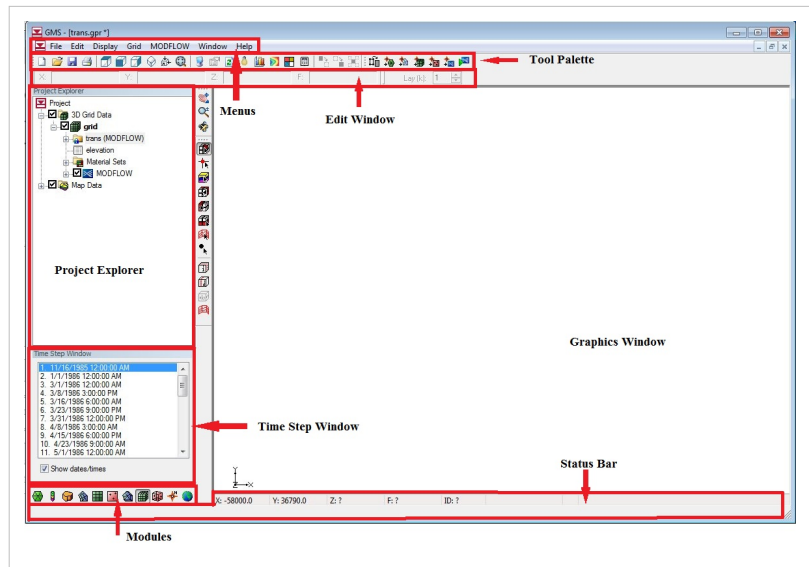 GMS - [trans.gpr *]
File Edit Display Grid MODFLOW Window Help
Tool Palette
X: Y: Z: F: Lay (k): 1
Menus
Edit Window
Project Explorer
Project
3D Grid Data
grid
trans (MODFLOW)
elevation
Material Sets
MODFLOW
Map Data
Project Explorer
Graphics Window
Time Step Window
1. 11/16/1985 12:00:00 AM
2. 1/1/1986 12:00:00 AM
3. 3/1/1986 12:00:00 AM
4. 3/8/1986 3:00:00 PM
5. 3/16/1986 6:00:00 AM
6. 3/23/1986 9:00:00 PM
7. 3/31/1986 12:00:00 PM
8. 4/8/1986 3:00:00 AM
9. 4/15/1986 6:00:00 PM
10. 4/23/1986 9:00:00 AM
11. 5/1/1986 12:00:00 AM
Time Step Window
Show dates/times
Status Bar
Y
Z X
X: -58000.0 Y: 36790.0 Z: ? F: ? ID: ?
Modules